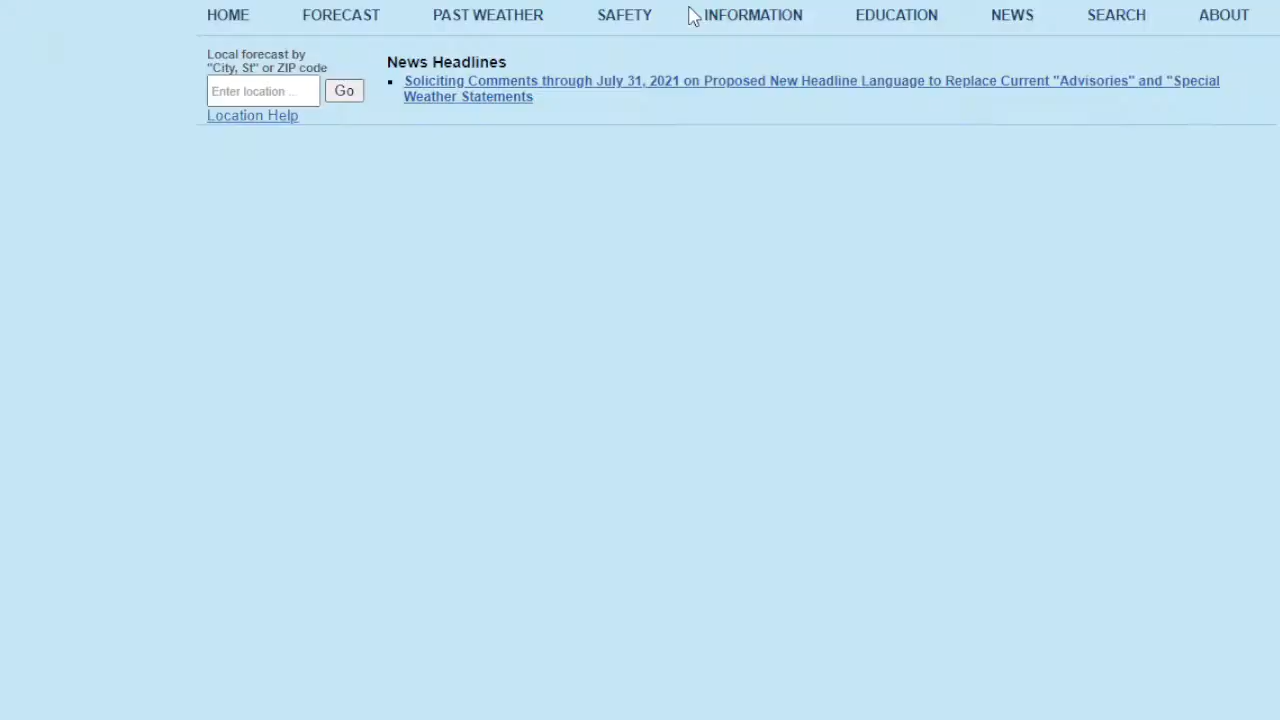 HOME FORECAST PAST WEATHER SAFETY INFORMATION EDUCATION NEWS SEARCH ABOUT
Local forecast by
"City, St" or ZIP code
Enter location ...
Go
Location Help
News Headlines
Soliciting Comments through July 31, 2021 on Proposed New Headline Language to Replace Current "Advisories" and "Special
Weather Statements